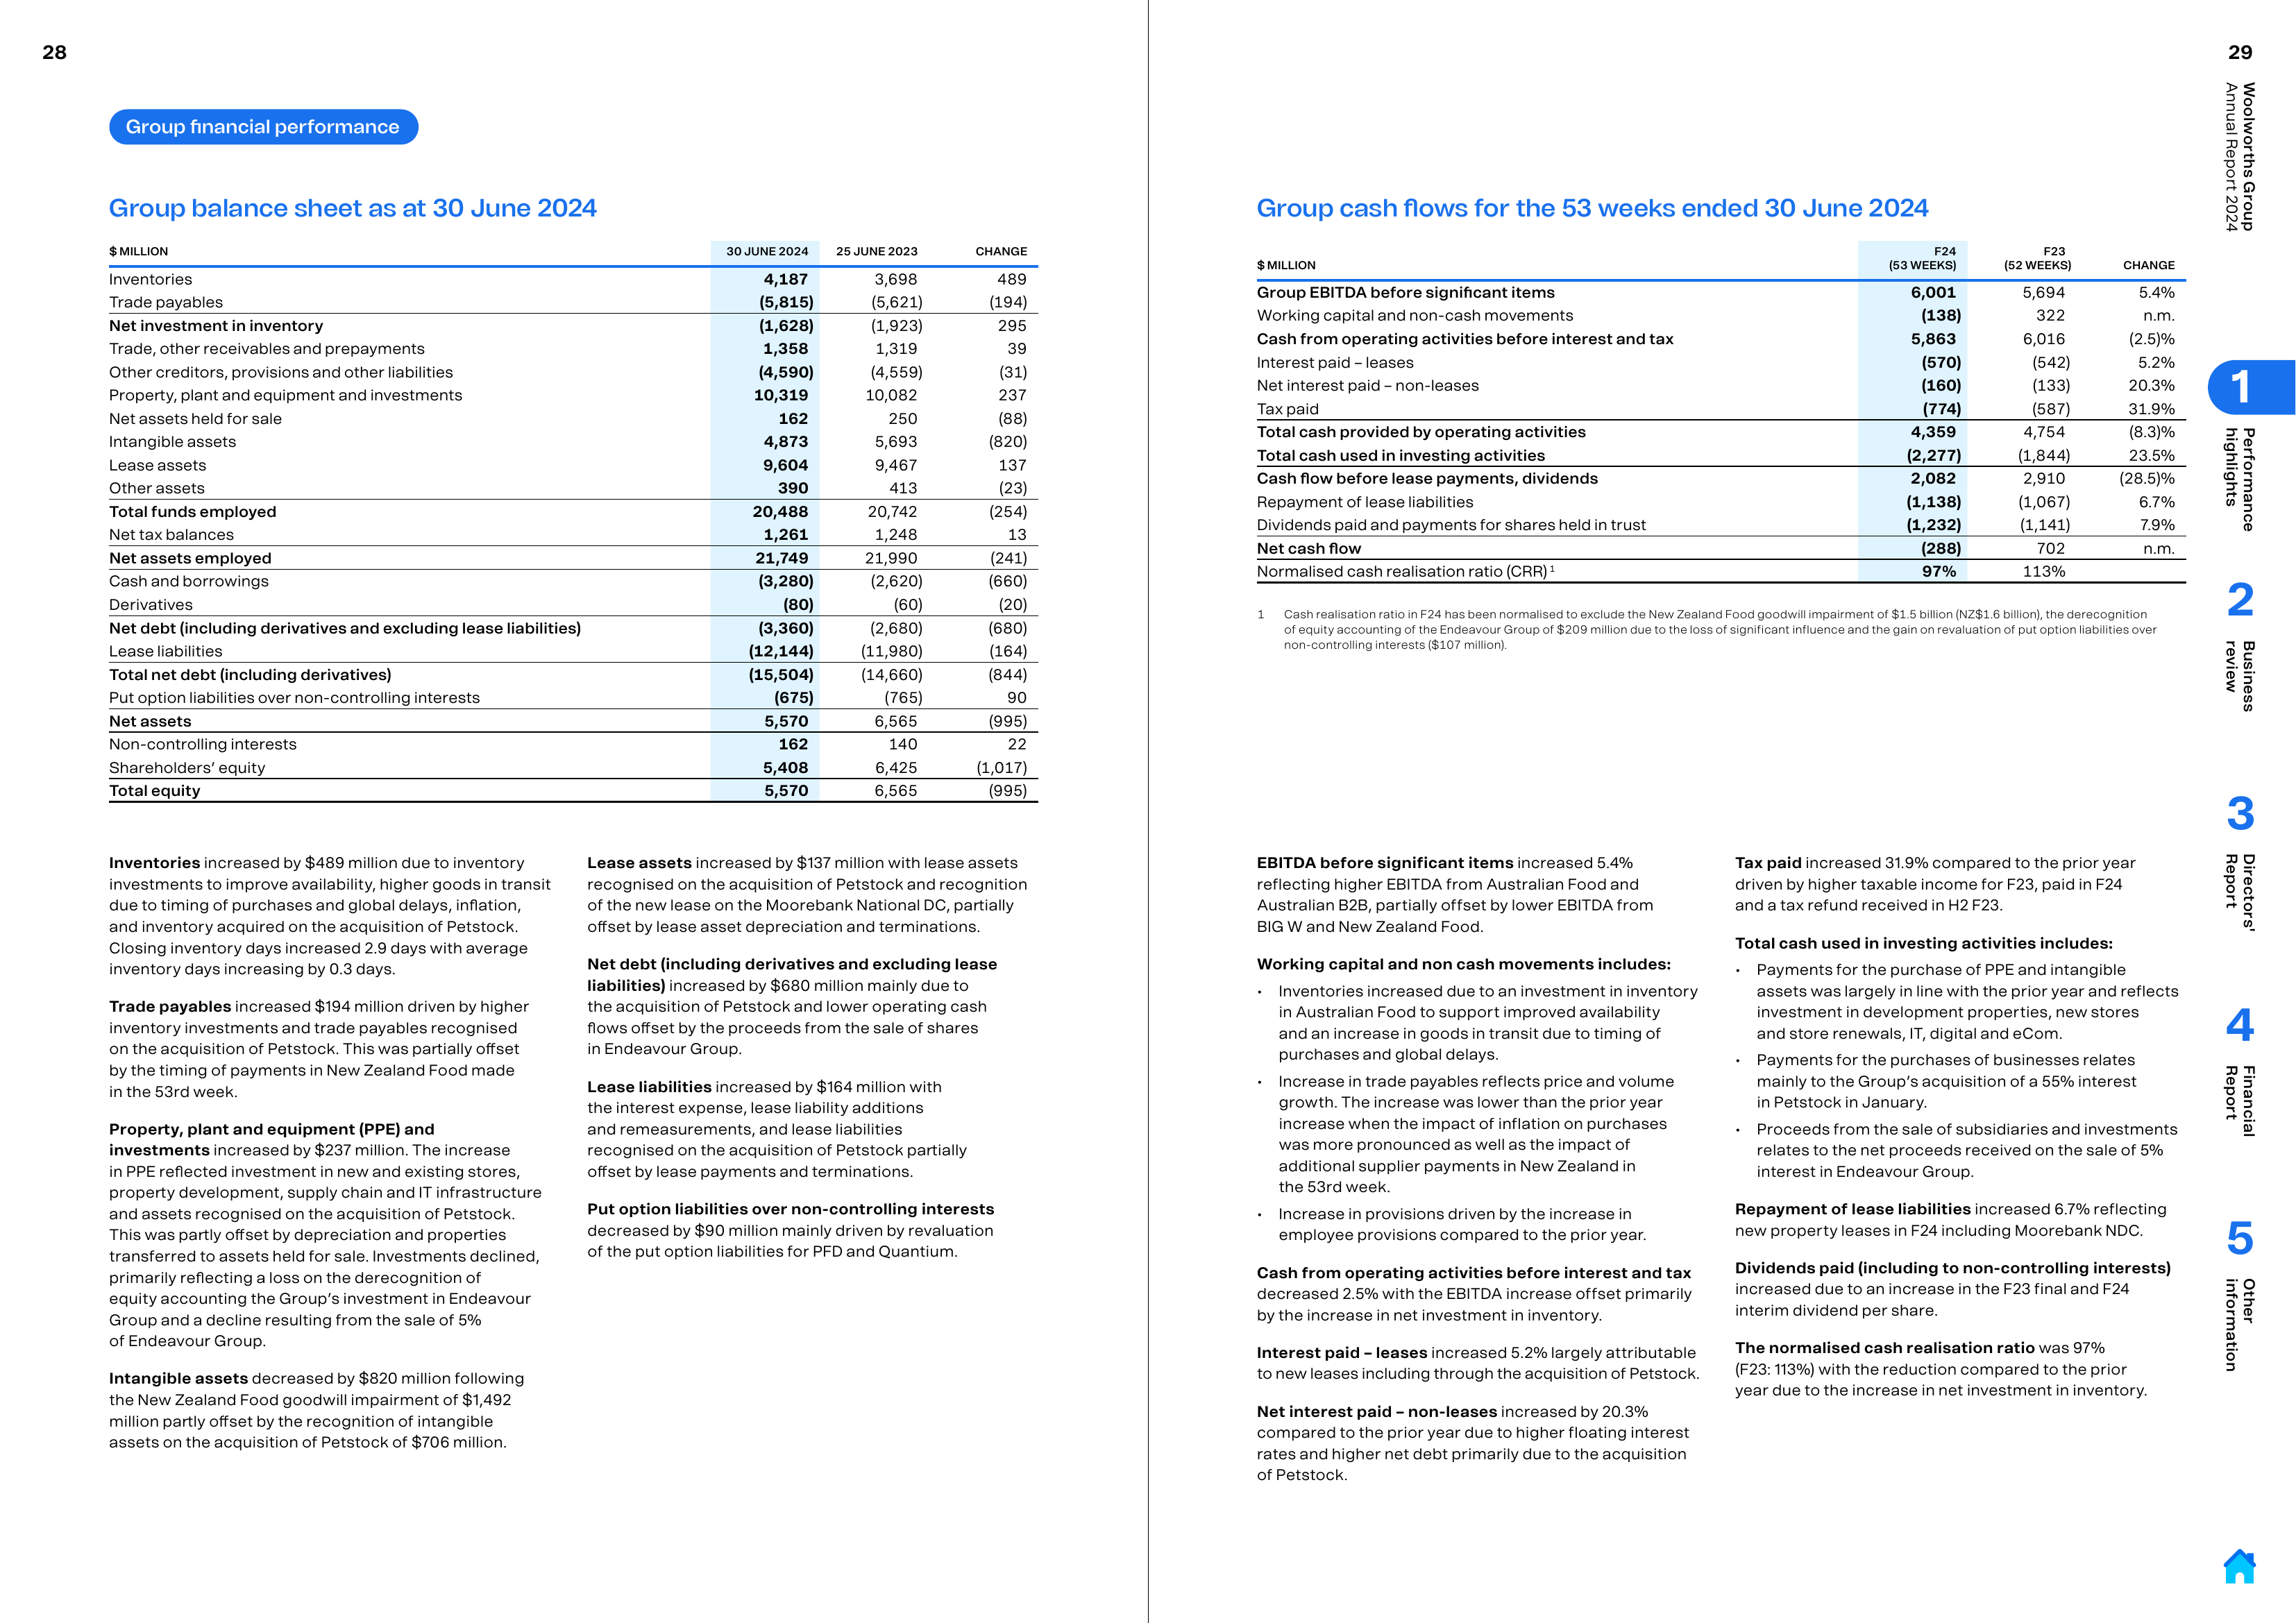 28
Group financial performance
Group balance sheet as at 30 June 2024
$ MILLION 30 JUNE 2024 25 JUNE 2023 CHANGE
Inventories 4,187 3,698 489
Trade payables (5,815) (5,621) (194)
Net investment in inventory (1,628) (1,923) 295
Trade, other receivables and prepayments 1,358 1,319 39
Other creditors, provisions and other liabilities (4,590) (4,559) (31)
Property, plant and equipment and investments 10,319 10,082 237
Net assets held for sale 162 250 (88)
Intangible assets 4,873 5,693 (820)
Lease assets 9,604 9,467 137
Other assets 390 413 (23)
Total funds employed 20,488 20,742 (254)
Net tax balances 1,261 1,248 13
Net assets employed 21,749 21,990 (241)
Cash and borrowings (3,280) (2,620) (660)
Derivatives (80) (60) (20)
Net debt (including derivatives and excluding lease liabilities) (3,360) (2,680) (680)
Lease liabilities (12,144) (11,980) (164)
Total net debt (including derivatives) (15,504) (14,660) (844)
Put option liabilities over non-controlling interests (675) (765) 90
Net assets 5,570 6,565 (995)
Non-controlling interests 162 140 22
Shareholders' equity 5,408 6,425 (1,017)
Total equity 5,570 6,565 (995)
Inventories increased by $489 million due to inventory
investments to improve availability, higher goods in transit
due to timing of purchases and global delays, inflation,
and inventory acquired on the acquisition of Petstock.
Closing inventory days increased 2.9 days with average
inventory days increasing by 0.3 days.
Trade payables increased $194 million driven by higher
inventory investments and trade payables recognised
on the acquisition of Petstock. This was partially offset
by the timing of payments in New Zealand Food made
in the 53rd week.
Property, plant and equipment (PPE) and
investments increased by $237 million. The increase
in PPE reflected investment in new and existing stores,
property development, supply chain and IT infrastructure
and assets recognised on the acquisition of Petstock.
This was partly offset by depreciation and properties
transferred to assets held for sale. Investments declined,
primarily reflecting a loss on the derecognition of
equity accounting the Group's investment in Endeavour
Group and a decline resulting from the sale of 5%
of Endeavour Group.
Intangible assets decreased by $820 million following
the New Zealand Food goodwill impairment of $1,492
million partly offset by the recognition of intangible
assets on the acquisition of Petstock of $706 million.
Lease assets increased by $137 million with lease assets
recognised on the acquisition of Petstock and recognition
of the new lease on the Moorebank National DC, partially
offset by lease asset depreciation and terminations.
Net debt (including derivatives and excluding lease
liabilities) increased by $680 million mainly due to
the acquisition of Petstock and lower operating cash
flows offset by the proceeds from the sale of shares
in Endeavour Group.
Lease liabilities increased by $164 million with
the interest expense, lease liability additions
and remeasurements, and lease liabilities
recognised on the acquisition of Petstock partially
offset by lease payments and terminations.
Put option liabilities over non-controlling interests
decreased by $90 million mainly driven by revaluation
of the put option liabilities for PFD and Quantium.
Group cash flows for the 53 weeks ended 30 June 2024
$ MILLION F24 (53 WEEKS) F23 (52 WEEKS) CHANGE
Group EBITDA before significant items 6,001 5,694 5.4%
Working capital and non-cash movements (138) 322 n.m.
Cash from operating activities before interest and tax 5,863 6,016 (2.5)%
Interest paid – leases (570) (542) 5.2%
Net interest paid – non-leases (160) (133) 20.3%
Tax paid (774) (587) 31.9%
Total cash provided by operating activities 4,359 4,754 (8.3)%
Total cash used in investing activities (2,277) (1,844) 23.5%
Cash flow before lease payments, dividends 2,082 2,910 (28.5)%
Repayment of lease liabilities (1,138) (1,067) 6.7%
Dividends paid and payments for shares held in trust (1,232) (1,141) 7.9%
Net cash flow (288) 702 n.m.
Normalised cash realisation ratio (CRR) 1 97% 113%
1 Cash realisation ratio in F24 has been normalised to exclude the New Zealand Food goodwill impairment of $1.5 billion (NZ$1.6 billion), the derecognition
of equity accounting of the Endeavour Group of $209 million due to the loss of significant influence and the gain on revaluation of put option liabilities over
non-controlling interests ($107 million).
EBITDA before significant items increased 5.4%
reflecting higher EBITDA from Australian Food and
Australian B2B, partially offset by lower EBITDA from
BIG W and New Zealand Food.
Working capital and non cash movements includes:
• Inventories increased due to an investment in inventory
in Australian Food to support improved availability
and an increase in goods in transit due to timing of
purchases and global delays.
• Increase in trade payables reflects price and volume
growth. The increase was lower than the prior year
increase when the impact of inflation on purchases
was more pronounced as well as the impact of
additional supplier payments in New Zealand in
the 53rd week.
• Increase in provisions driven by the increase in
employee provisions compared to the prior year.
Cash from operating activities before interest and tax
decreased 2.5% with the EBITDA increase offset primarily
by the increase in net investment in inventory.
Interest paid – leases increased 5.2% largely attributable
to new leases including through the acquisition of Petstock.
Net interest paid – non-leases increased by 20.3%
compared to the prior year due to higher floating interest
rates and higher net debt primarily due to the acquisition
of Petstock.
Tax paid increased 31.9% compared to the prior year
driven by higher taxable income for F23, paid in F24
and a tax refund received in H2 F23.
Total cash used in investing activities includes:
• Payments for the purchase of PPE and intangible
assets was largely in line with the prior year and reflects
investment in development properties, new stores
and store renewals, IT, digital and eCom.
• Payments for the purchases of businesses relates
mainly to the Group's acquisition of a 55% interest
in Petstock in January.
• Proceeds from the sale of subsidiaries and investments
relates to the net proceeds received on the sale of 5%
interest in Endeavour Group.
Repayment of lease liabilities increased 6.7% reflecting
new property leases in F24 including Moorebank NDC.
Dividends paid (including to non-controlling interests)
increased due to an increase in the F23 final and F24
interim dividend per share.
The normalised cash realisation ratio was 97%
(F23: 113%) with the reduction compared to the prior
year due to the increase in net investment in inventory.
29
Woolworths Group
Annual Report 2024
1
Performance
highlights
2
Business
review
3
Directors'
Report
4
Financial
Report
5
Other
information